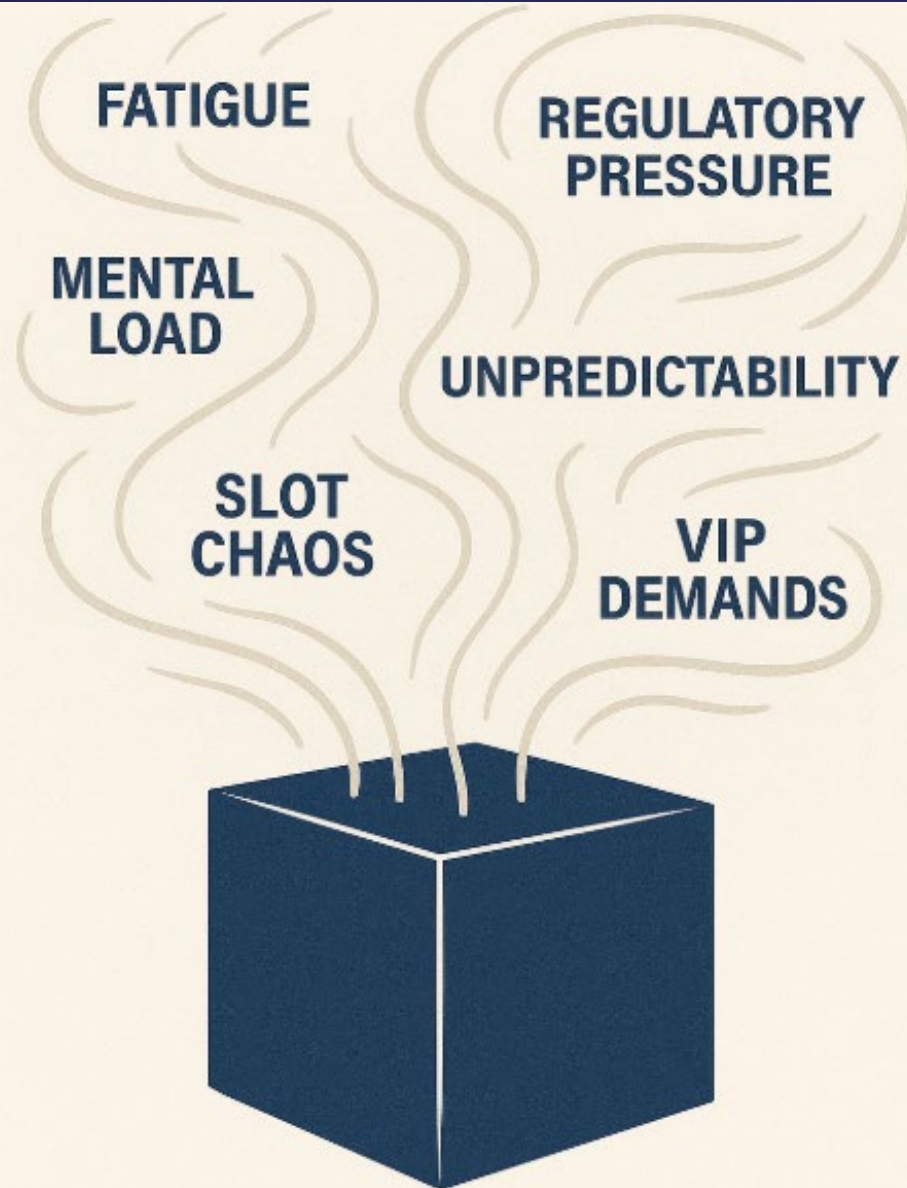 FATIGUE
REGULATORY
PRESSURE
MENTAL
LOAD
UNPREDICTABILITY
SLOT
CHAOS
VIP
DEMANDS